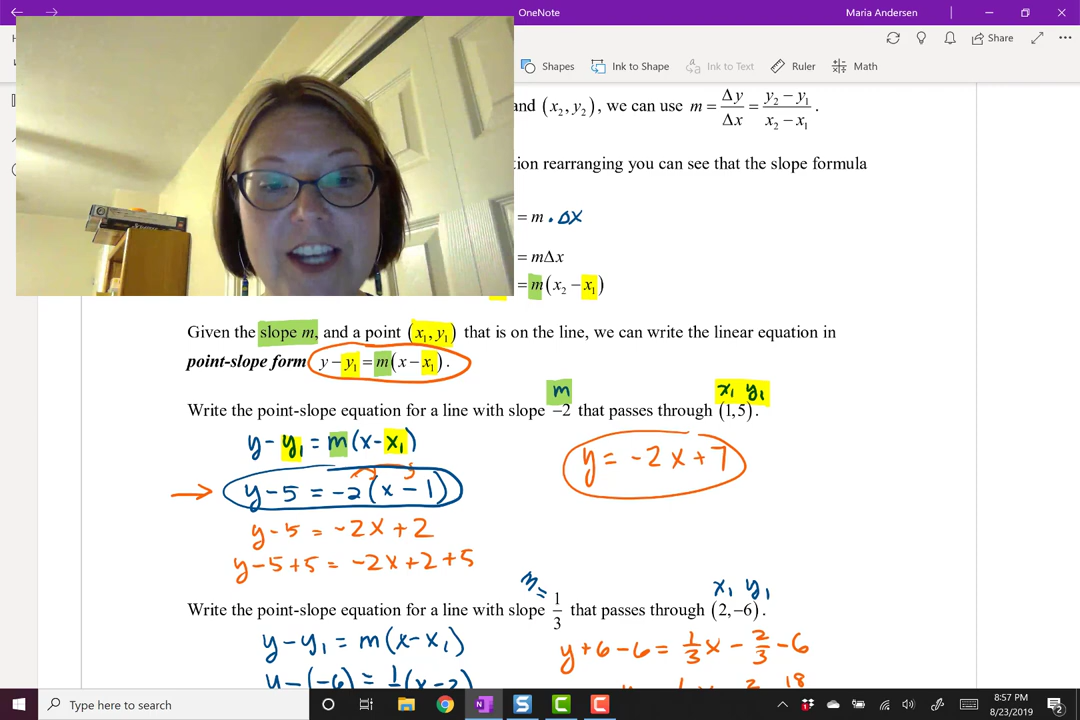 OneNote
Maria Andersen
Share
Shapes
Ink to Shape
Ink to Text
Ruler
Math
and (x₂, y₂), we can use m = Δy/Δx = (y₂ − y₁)/(x₂ − x₁).
ion rearranging you can see that the slope formula
= m · Δx
= mΔx
= m(x₂ − x₁)
Given the slope m, and a point (x₁, y₁) that is on the line, we can write the linear equation in
point-slope form y − y₁ = m(x − x₁).
m
x₁ y₁
Write the point-slope equation for a line with slope −2 that passes through (1,5).
y − y₁ = m(x − x₁)
y = −2x + 7
→ y − 5 = −2(x − 1)
y − 5 = −2x + 2
y − 5 + 5 = −2x + 2 + 5
m =
x₁ y₁
Write the point-slope equation for a line with slope 1/3 that passes through (2,−6).
y − y₁ = m(x − x₁)
y + 6 − 6 = 1/3 x − 2/3 − 6
y − (−6) = 1/(x − 2)
18
Type here to search
8:57 PM
8/23/2019
2